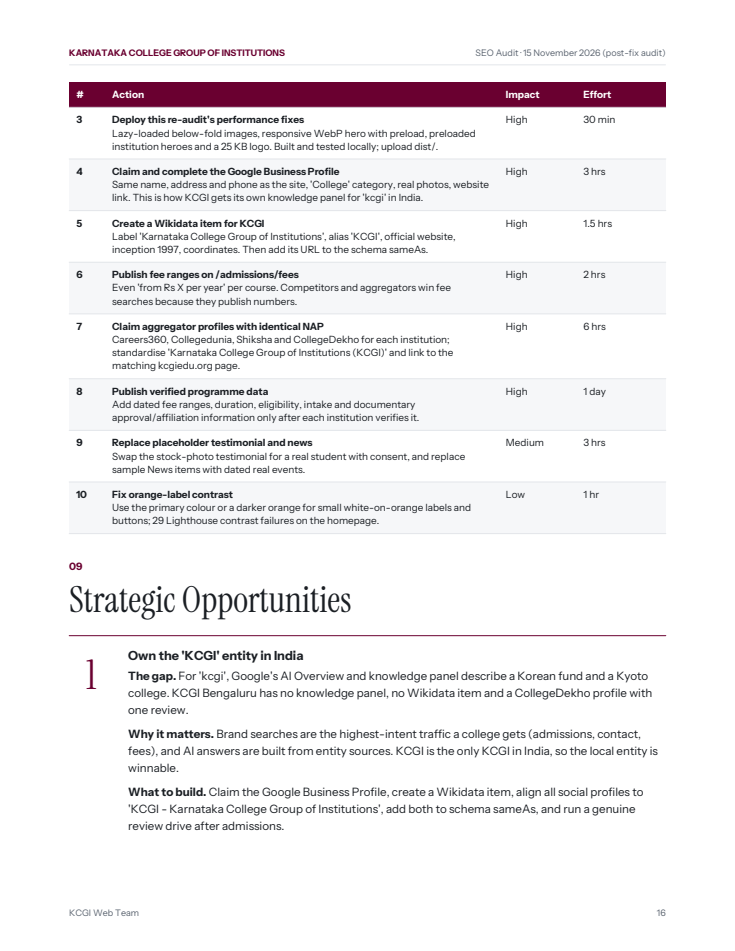 KARNATAKA COLLEGE GROUP OF INSTITUTIONS
SEO Audit · 15 November 2026 (post-fix audit)
# Action Impact Effort
3 Deploy this re-audit's performance fixes High 30 min
Lazy-loaded below-fold images, responsive WebP hero with preload, preloaded
institution heroes and a 25 KB logo. Built and tested locally; upload dist/.
4 Claim and complete the Google Business Profile High 3 hrs
Same name, address and phone as the site, 'College' category, real photos, website
link. This is how KCGI gets its own knowledge panel for 'kcgi' in India.
5 Create a Wikidata item for KCGI High 1.5 hrs
Label 'Karnataka College Group of Institutions', alias 'KCGI', official website,
inception 1997, coordinates. Then add its URL to the schema sameAs.
6 Publish fee ranges on /admissions/fees High 2 hrs
Even 'from Rs X per year' per course. Competitors and aggregators win fee
searches because they publish numbers.
7 Claim aggregator profiles with identical NAP High 6 hrs
Careers360, Collegedunia, Shiksha and CollegeDekho for each institution;
standardise 'Karnataka College Group of Institutions (KCGI)' and link to the
matching kcgiedu.org page.
8 Publish verified programme data High 1 day
Add dated fee ranges, duration, eligibility, intake and documentary
approval/affiliation information only after each institution verifies it.
9 Replace placeholder testimonial and news Medium 3 hrs
Swap the stock-photo testimonial for a real student with consent, and replace
sample News items with dated real events.
10 Fix orange-label contrast Low 1 hr
Use the primary colour or a darker orange for small white-on-orange labels and
buttons; 29 Lighthouse contrast failures on the homepage.
09
Strategic Opportunities
1
Own the 'KCGI' entity in India
The gap. For 'kcgi', Google's AI Overview and knowledge panel describe a Korean fund and a Kyoto
college. KCGI Bengaluru has no knowledge panel, no Wikidata item and a CollegeDekho profile with
one review.
Why it matters. Brand searches are the highest-intent traffic a college gets (admissions, contact,
fees), and AI answers are built from entity sources. KCGI is the only KCGI in India, so the local entity is
winnable.
What to build. Claim the Google Business Profile, create a Wikidata item, align all social profiles to
'KCGI - Karnataka College Group of Institutions', add both to schema sameAs, and run a genuine
review drive after admissions.
KCGI Web Team
16